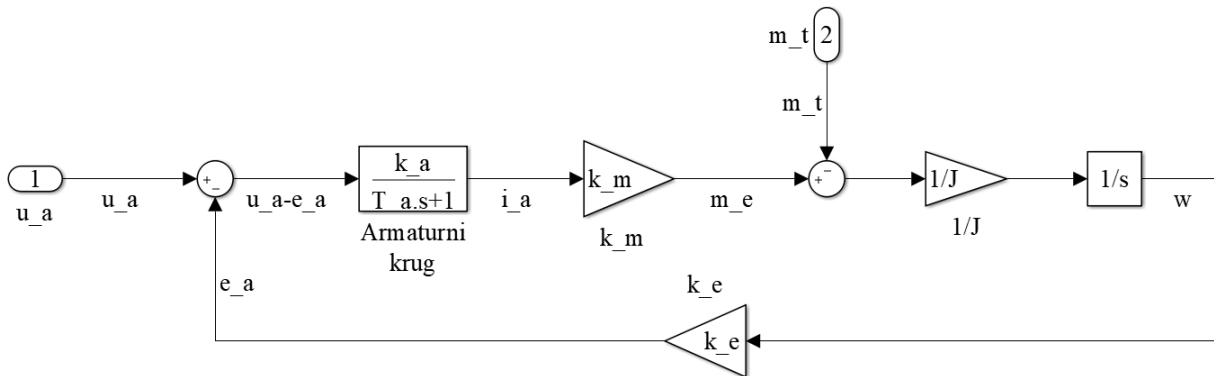 m_t
2
m_t
1
u_a
u_a
+
-
u_a-e_a
k_a
T_a.s+1
Armaturni
krug
i_a
k_m
k_m
m_e
+
-
1/J
1/J
1/s
w
e_a
k_e
k_e